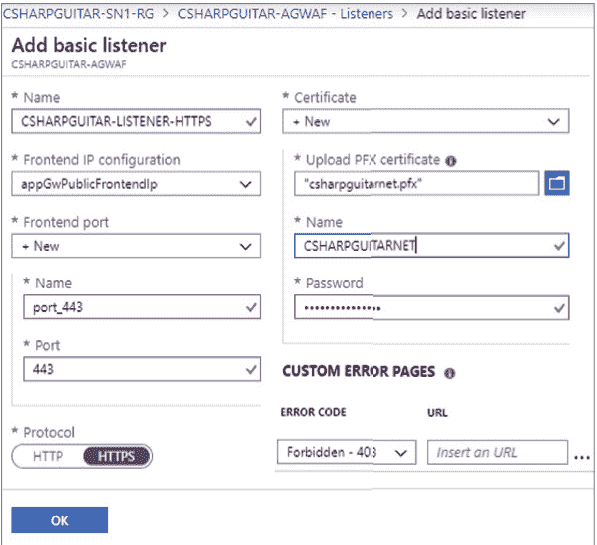 CSHARPGUITAR-SN1-RG > CSHARPGUITAR-AGWAF - Listeners > Add basic listener
Add basic listener
CSHARPGUITAR-AGWAF
* Name
CSHARPGUITAR-LISTENER-HTTPS
* Frontend IP configuration
appGwPublicFrontendIp
* Frontend port
+ New
* Name
port_443
* Port
443
* Protocol
HTTP HTTPS
* Certificate
+ New
* Upload PFX certificate
"csharpguitarnet.pfx"
* Name
CSHARPGUITARNET
* Password
CUSTOM ERROR PAGES
ERROR CODE URL
Forbidden - 403 Insert an URL ...
OK